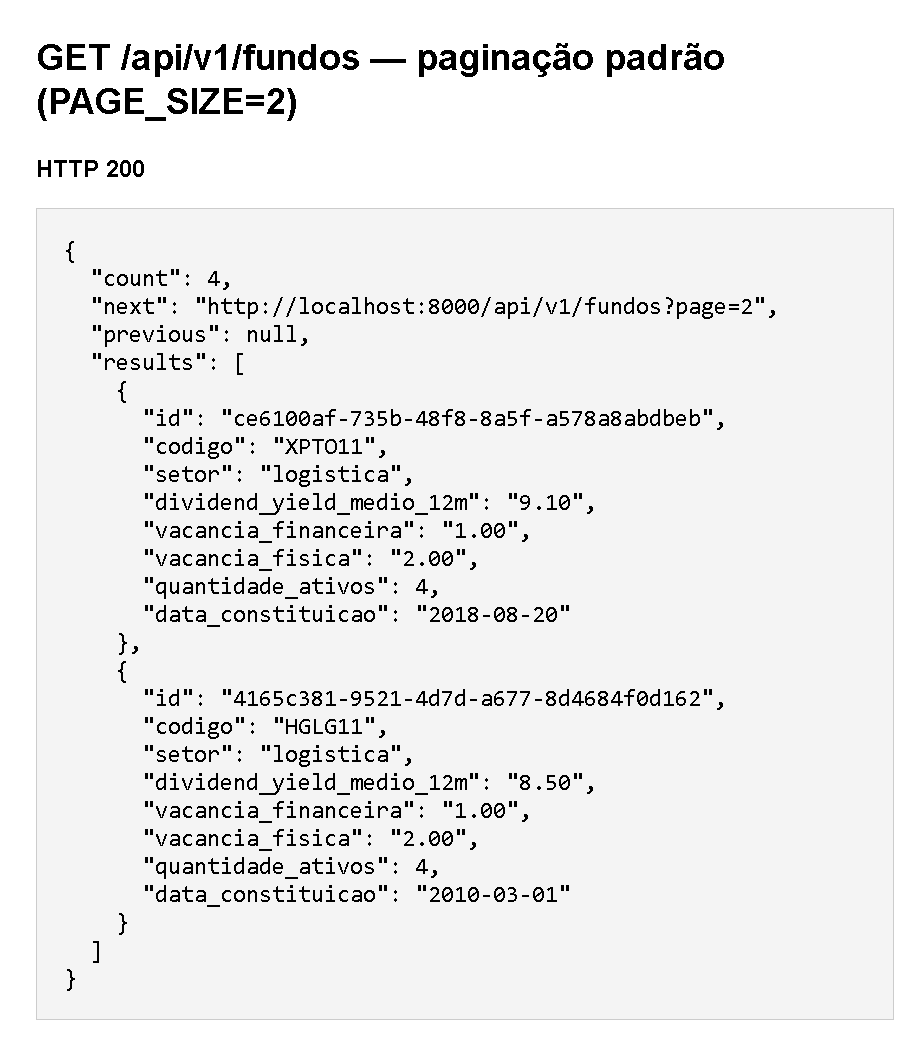 GET /api/v1/fundos — paginação padrão
(PAGE_SIZE=2)
HTTP 200
{
  "count": 4,
  "next": "http://localhost:8000/api/v1/fundos?page=2",
  "previous": null,
  "results": [
    {
      "id": "ce6100af-735b-48f8-8a5f-a578a8abdbeb",
      "codigo": "XPTO11",
      "setor": "logistica",
      "dividend_yield_medio_12m": "9.10",
      "vacancia_financeira": "1.00",
      "vacancia_fisica": "2.00",
      "quantidade_ativos": 4,
      "data_constituicao": "2018-08-20"
    },
    {
      "id": "4165c381-9521-4d7d-a677-8d4684f0d162",
      "codigo": "HGLG11",
      "setor": "logistica",
      "dividend_yield_medio_12m": "8.50",
      "vacancia_financeira": "1.00",
      "vacancia_fisica": "2.00",
      "quantidade_ativos": 4,
      "data_constituicao": "2010-03-01"
    }
  ]
}